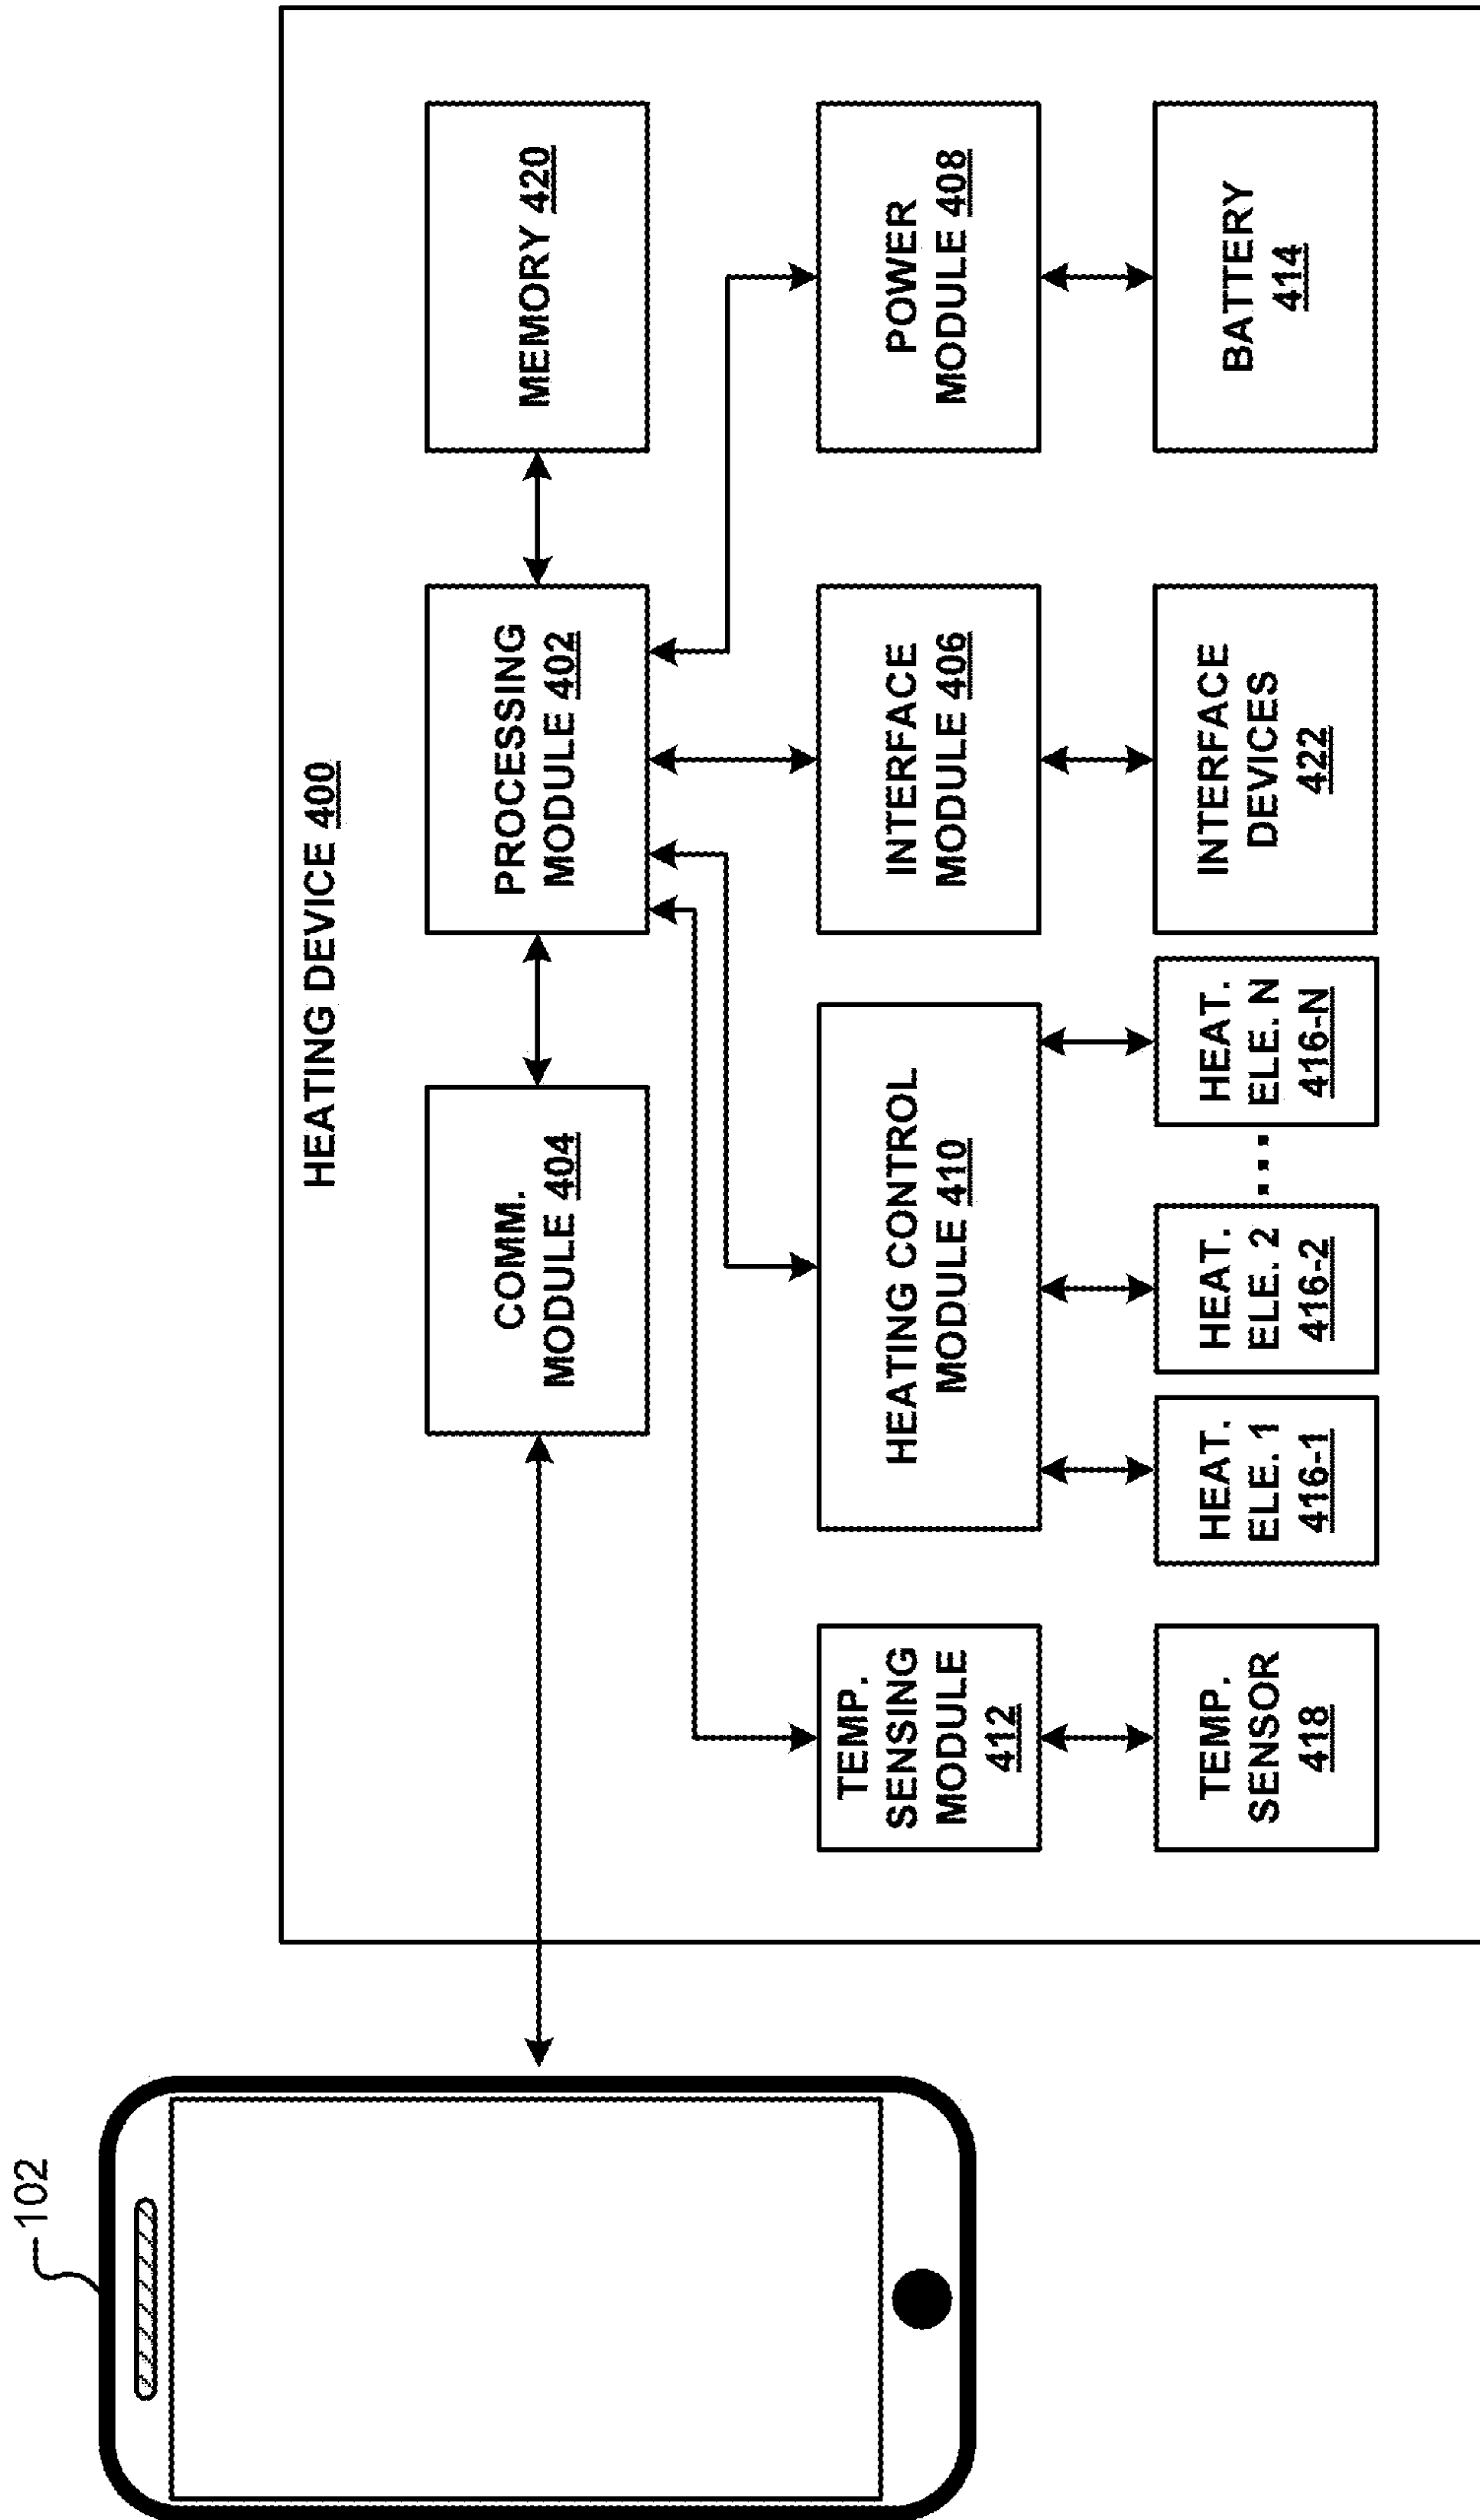 102
HEATING DEVICE 400
COMM.
MODULE 404
PROCESSING
MODULE 402
MEMORY 420
TEMP.
SENSING
MODULE
412
HEATING CONTROL
MODULE 410
INTERFACE
MODULE 406
POWER
MODULE 408
TEMP.
SENSOR
418
HEAT.
ELE. 1
416-1
HEAT.
ELE. 2
416-2
...
HEAT.
ELE. N
416-N
INTERFACE
DEVICES
422
BATTERY
414